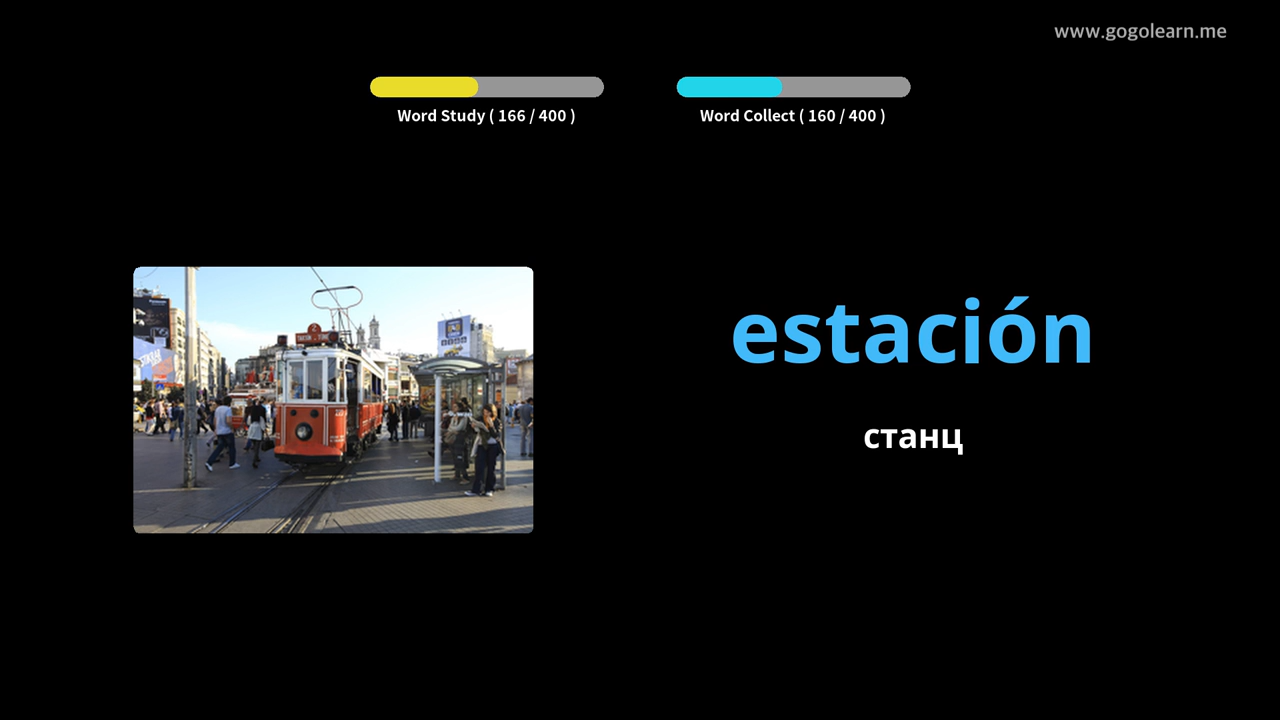 www.gogolearn.me
Word Study ( 166 / 400 )
Word Collect ( 160 / 400 )
estación
станц